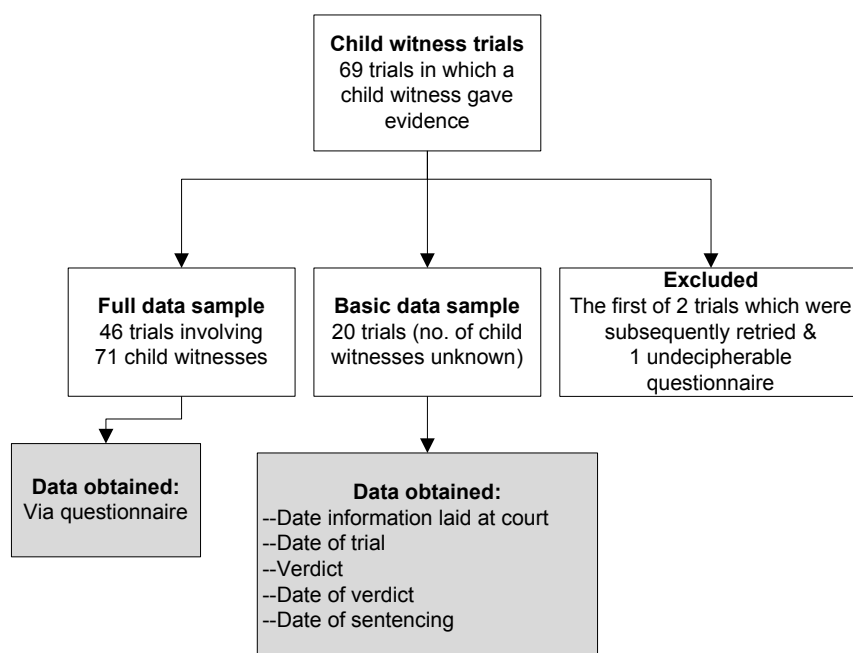 Child witness trials
69 trials in which a
child witness gave
evidence
Full data sample
46 trials involving
71 child witnesses
Basic data sample
20 trials (no. of child
witnesses unknown)
Excluded
The first of 2 trials which were
subsequently retried &
1 undecipherable
questionnaire
Data obtained:
Via questionnaire
Data obtained:
--Date information laid at court
--Date of trial
--Verdict
--Date of verdict
--Date of sentencing